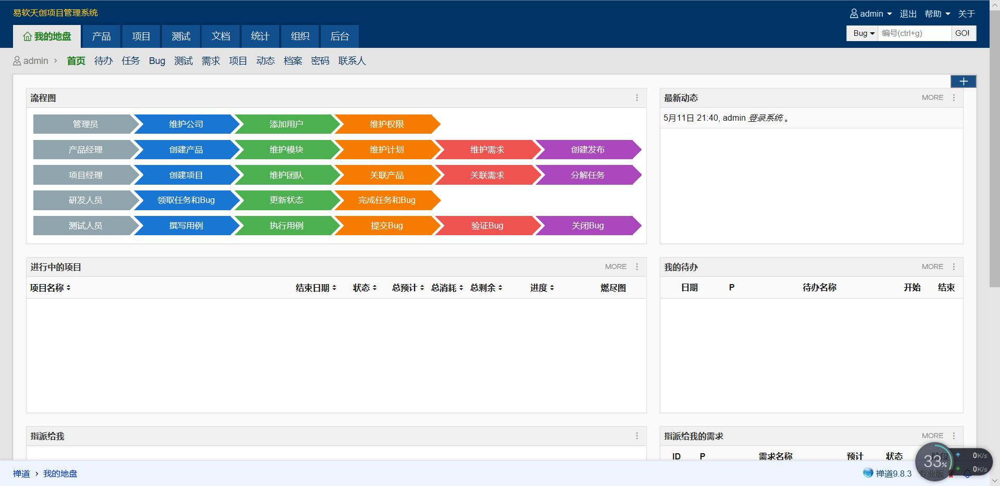 易软天创项目管理系统
admin 退出 帮助 关于
我的地盘 产品 项目 测试 文档 统计 组织 后台
Bug 编号(ctrl+g) GO!
admin 首页 待办 任务 Bug 测试 需求 项目 动态 档案 密码 联系人
流程图
管理员 维护公司 添加用户 维护权限
产品经理 创建产品 维护模块 维护计划 维护需求 创建发布
项目经理 创建项目 维护团队 关联产品 关联需求 分解任务
研发人员 领取任务和Bug 更新状态 完成任务和Bug
测试人员 撰写用例 执行用例 提交Bug 验证Bug 关闭Bug
最新动态 MORE
5月11日 21:40, admin 登录系统 。
进行中的项目 MORE
项目名称 结束日期 状态 总预计 总消耗 总剩余 进度 燃尽图
我的待办 MORE
日期 P 待办名称 开始 结束
指派给我
指派给我的需求 MORE
ID P 需求名称 预计 状态 阶段
33% 0K/s
0K/s
禅道 › 我的地盘
禅道9.8.3 专业版